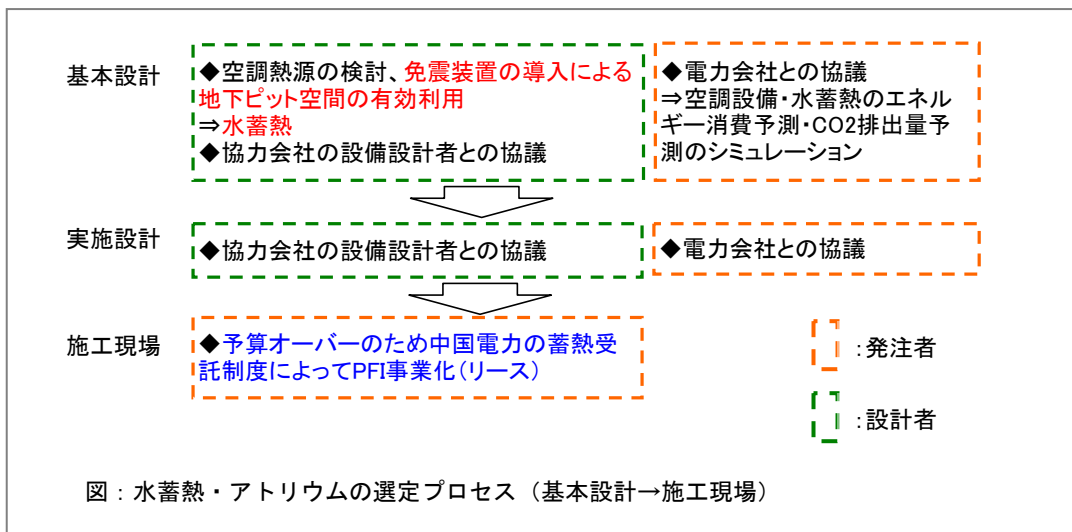 基本設計
◆空調熱源の検討、免震装置の導入による
地下ピット空間の有効利用
⇒水蓄熱
◆協力会社の設備設計者との協議
◆電力会社との協議
⇒空調設備・水蓄熱のエネル
ギー消費予測・CO2排出量予
測のシミュレーション
実施設計
◆協力会社の設備設計者との協議
◆電力会社との協議
施工現場
◆予算オーバーのため中国電力の蓄熱受
託制度によってPFI事業化(リース)
:発注者
:設計者
図：水蓄熱・アトリウムの選定プロセス（基本設計→施工現場）